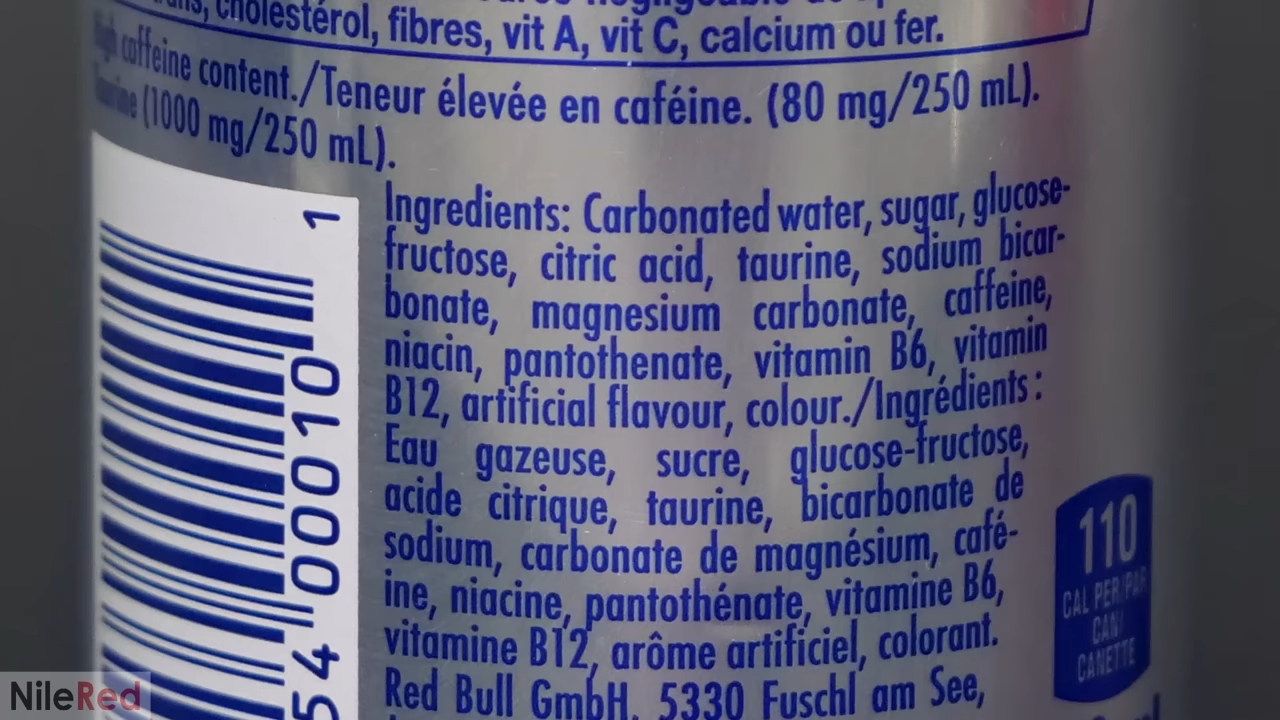 cholestérol, fibres, vit A, vit C, calcium ou fer.
High caffeine content./Teneur élevée en caféine. (80 mg/250 mL).
Taurine (1000 mg/250 mL).
Ingredients: Carbonated water, sugar, glucose-
fructose, citric acid, taurine, sodium bicar-
bonate, magnesium carbonate, caffeine,
niacin, pantothenate, vitamin B6, vitamin
B12, artificial flavour, colour./Ingrédients :
Eau gazeuse, sucre, glucose-fructose,
acide citrique, taurine, bicarbonate de
sodium, carbonate de magnésium, café-
ine, niacine, pantothénate, vitamine B6,
vitamine B12, arôme artificiel, colorant.
Red Bull GmbH, 5330 Fuschl am See,
1
54 00010
110
CAL PER/PAR
CAN/
CANETTE
NileRed